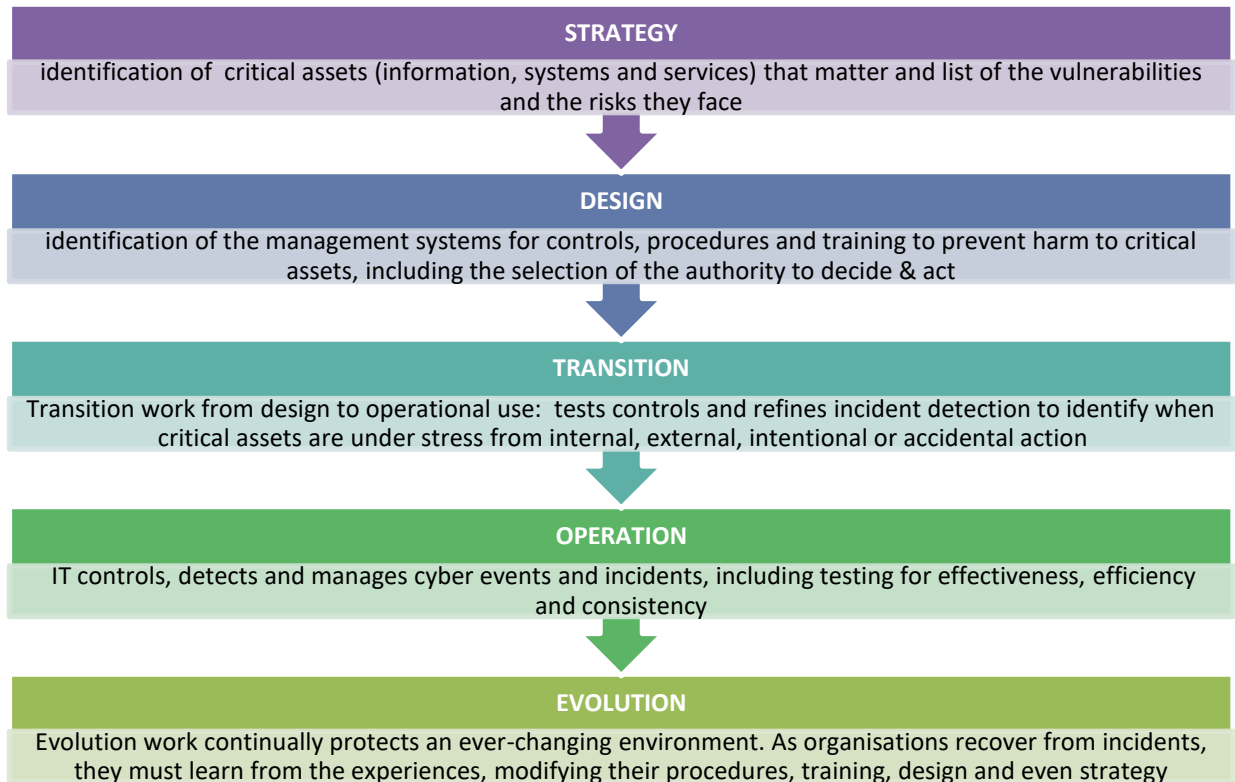 STRATEGY
identification of  critical assets (information, systems and services) that matter and list of the vulnerabilities
and the risks they face
DESIGN
identification of the management systems for controls, procedures and training to prevent harm to critical
assets, including the selection of the authority to decide & act
TRANSITION
Transition work from design to operational use:  tests controls and refines incident detection to identify when
critical assets are under stress from internal, external, intentional or accidental action
OPERATION
IT controls, detects and manages cyber events and incidents, including testing for effectiveness, efficiency
and consistency
EVOLUTION
Evolution work continually protects an ever-changing environment. As organisations recover from incidents,
they must learn from the experiences, modifying their procedures, training, design and even strategy